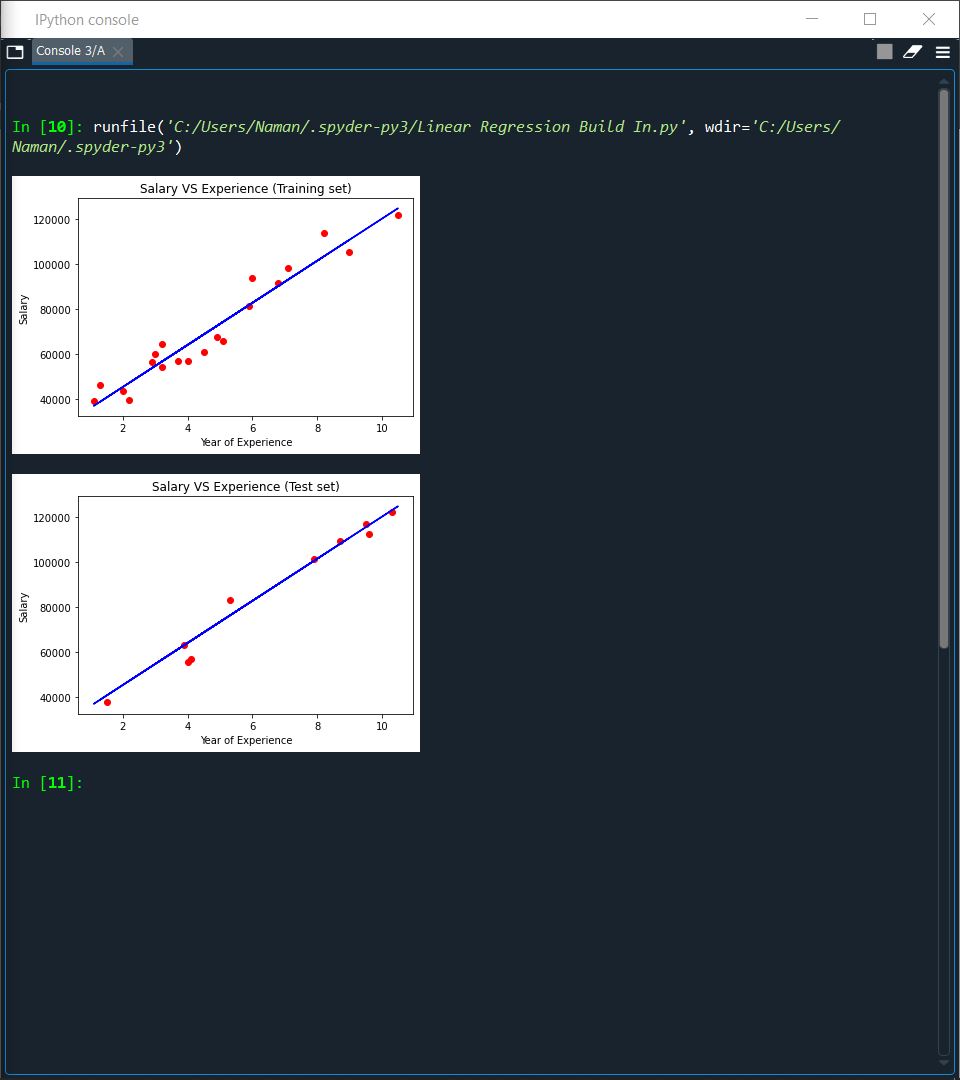 IPython console
Console 3/A
In [10]: runfile('C:/Users/Naman/.spyder-py3/Linear Regression Build In.py', wdir='C:/Users/
Naman/.spyder-py3')
Salary VS Experience (Training set)
120000
100000
80000
60000
40000
Salary
2 4 6 8 10
Year of Experience
Salary VS Experience (Test set)
120000
100000
80000
60000
40000
Salary
2 4 6 8 10
Year of Experience
In [11]: